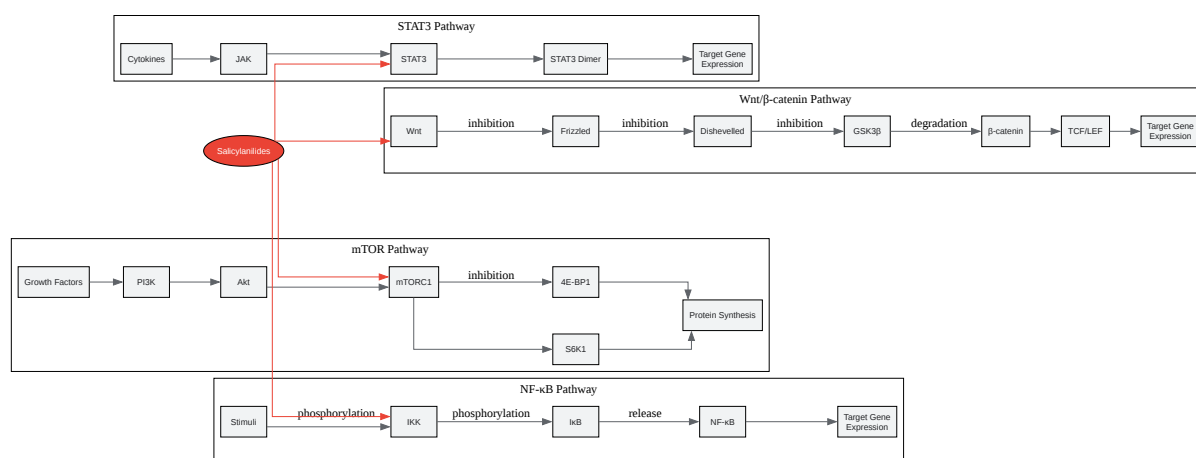 STAT3 Pathway
Cytokines
JAK
STAT3
STAT3 Dimer
Target Gene
Expression
Wnt/β-catenin Pathway
Wnt
inhibition
Frizzled
inhibition
Dishevelled
inhibition
GSK3β
degradation
β-catenin
TCF/LEF
Target Gene
Expression
Salicylanilides
mTOR Pathway
Growth Factors
PI3K
Akt
mTORC1
inhibition
4E-BP1
Protein Synthesis
S6K1
NF-κB Pathway
Stimuli
phosphorylation
IKK
phosphorylation
IκB
release
NF-κB
Target Gene
Expression